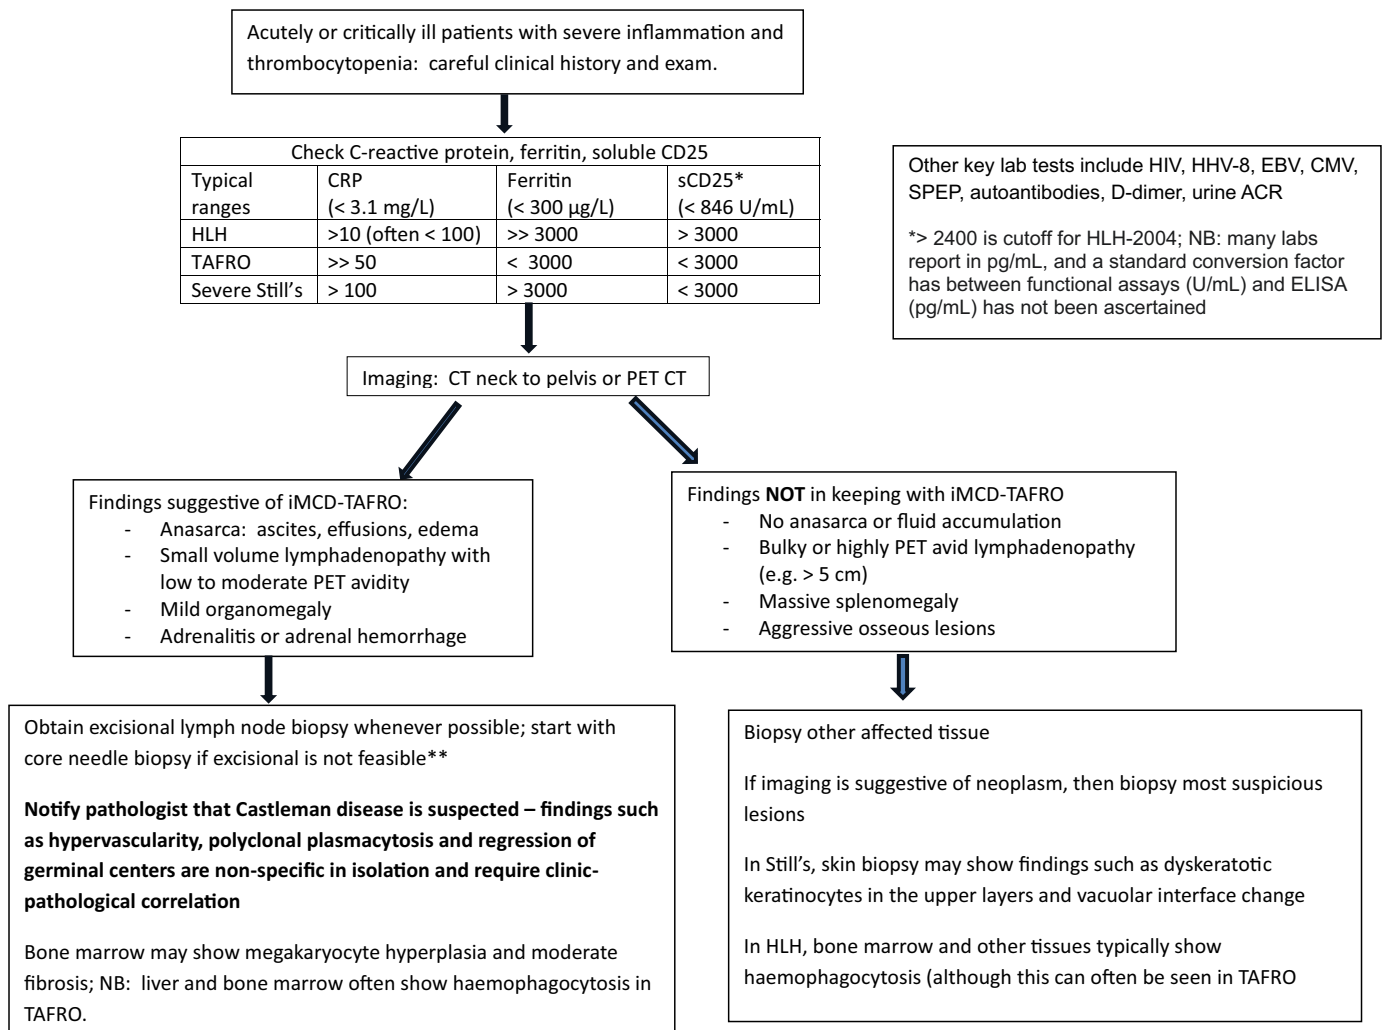 Acutely or critically ill patients with severe inflammation and
thrombocytopenia: careful clinical history and exam.
Check C-reactive protein, ferritin, soluble CD25
Typical ranges CRP (< 3.1 mg/L) Ferritin (< 300 µg/L) sCD25* (< 846 U/mL)
HLH >10 (often < 100) >> 3000 > 3000
TAFRO >> 50 < 3000 < 3000
Severe Still's > 100 > 3000 < 3000
Other key lab tests include HIV, HHV-8, EBV, CMV,
SPEP, autoantibodies, D-dimer, urine ACR
*> 2400 is cutoff for HLH-2004; NB: many labs
report in pg/mL, and a standard conversion factor
has between functional assays (U/mL) and ELISA
(pg/mL) has not been ascertained
Imaging: CT neck to pelvis or PET CT
Findings suggestive of iMCD-TAFRO:
- Anasarca: ascites, effusions, edema
- Small volume lymphadenopathy with
low to moderate PET avidity
- Mild organomegaly
- Adrenalitis or adrenal hemorrhage
Findings NOT in keeping with iMCD-TAFRO
- No anasarca or fluid accumulation
- Bulky or highly PET avid lymphadenopathy
(e.g. > 5 cm)
- Massive splenomegaly
- Aggressive osseous lesions
Obtain excisional lymph node biopsy whenever possible; start with
core needle biopsy if excisional is not feasible**
Notify pathologist that Castleman disease is suspected – findings such
as hypervascularity, polyclonal plasmacytosis and regression of
germinal centers are non-specific in isolation and require clinic-
pathological correlation
Bone marrow may show megakaryocyte hyperplasia and moderate
fibrosis; NB: liver and bone marrow often show haemophagocytosis in
TAFRO.
Biopsy other affected tissue
If imaging is suggestive of neoplasm, then biopsy most suspicious
lesions
In Still's, skin biopsy may show findings such as dyskeratotic
keratinocytes in the upper layers and vacuolar interface change
In HLH, bone marrow and other tissues typically show
haemophagocytosis (although this can often be seen in TAFRO